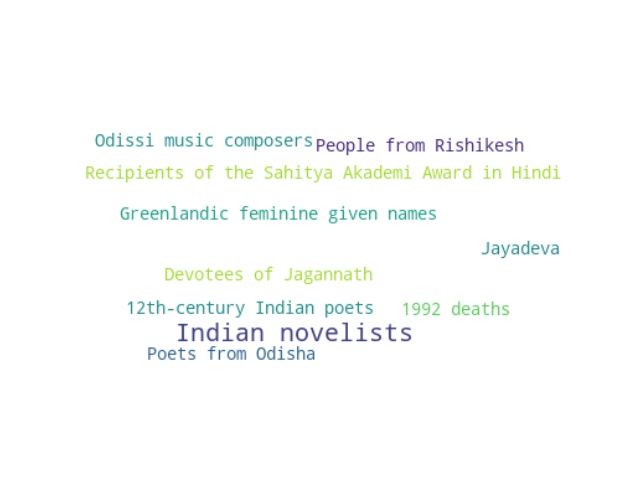 Odissi music composers
People from Rishikesh
Recipients of the Sahitya Akademi Award in Hindi
Greenlandic feminine given names
Jayadeva
Devotees of Jagannath
12th-century Indian poets
1992 deaths
Indian novelists
Poets from Odisha